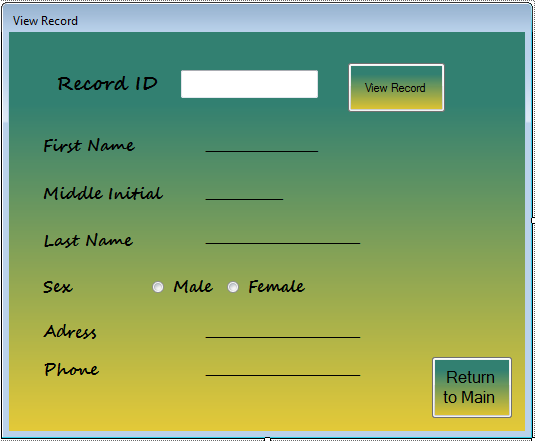 View Record
Record ID
View Record
First Name
Middle Initial
Last Name
Sex Male Female
Adress
Phone
Return
to Main